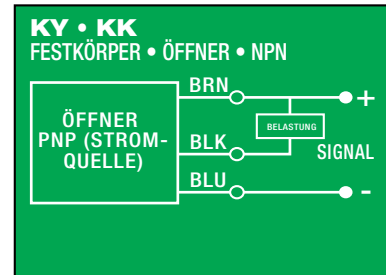 KY • KK
FESTKÖRPER • ÖFFNER • NPN
BRN
+
ÖFFNER
PNP (STROM-
QUELLE)
BELASTUNG
BLK
SIGNAL
BLU
-